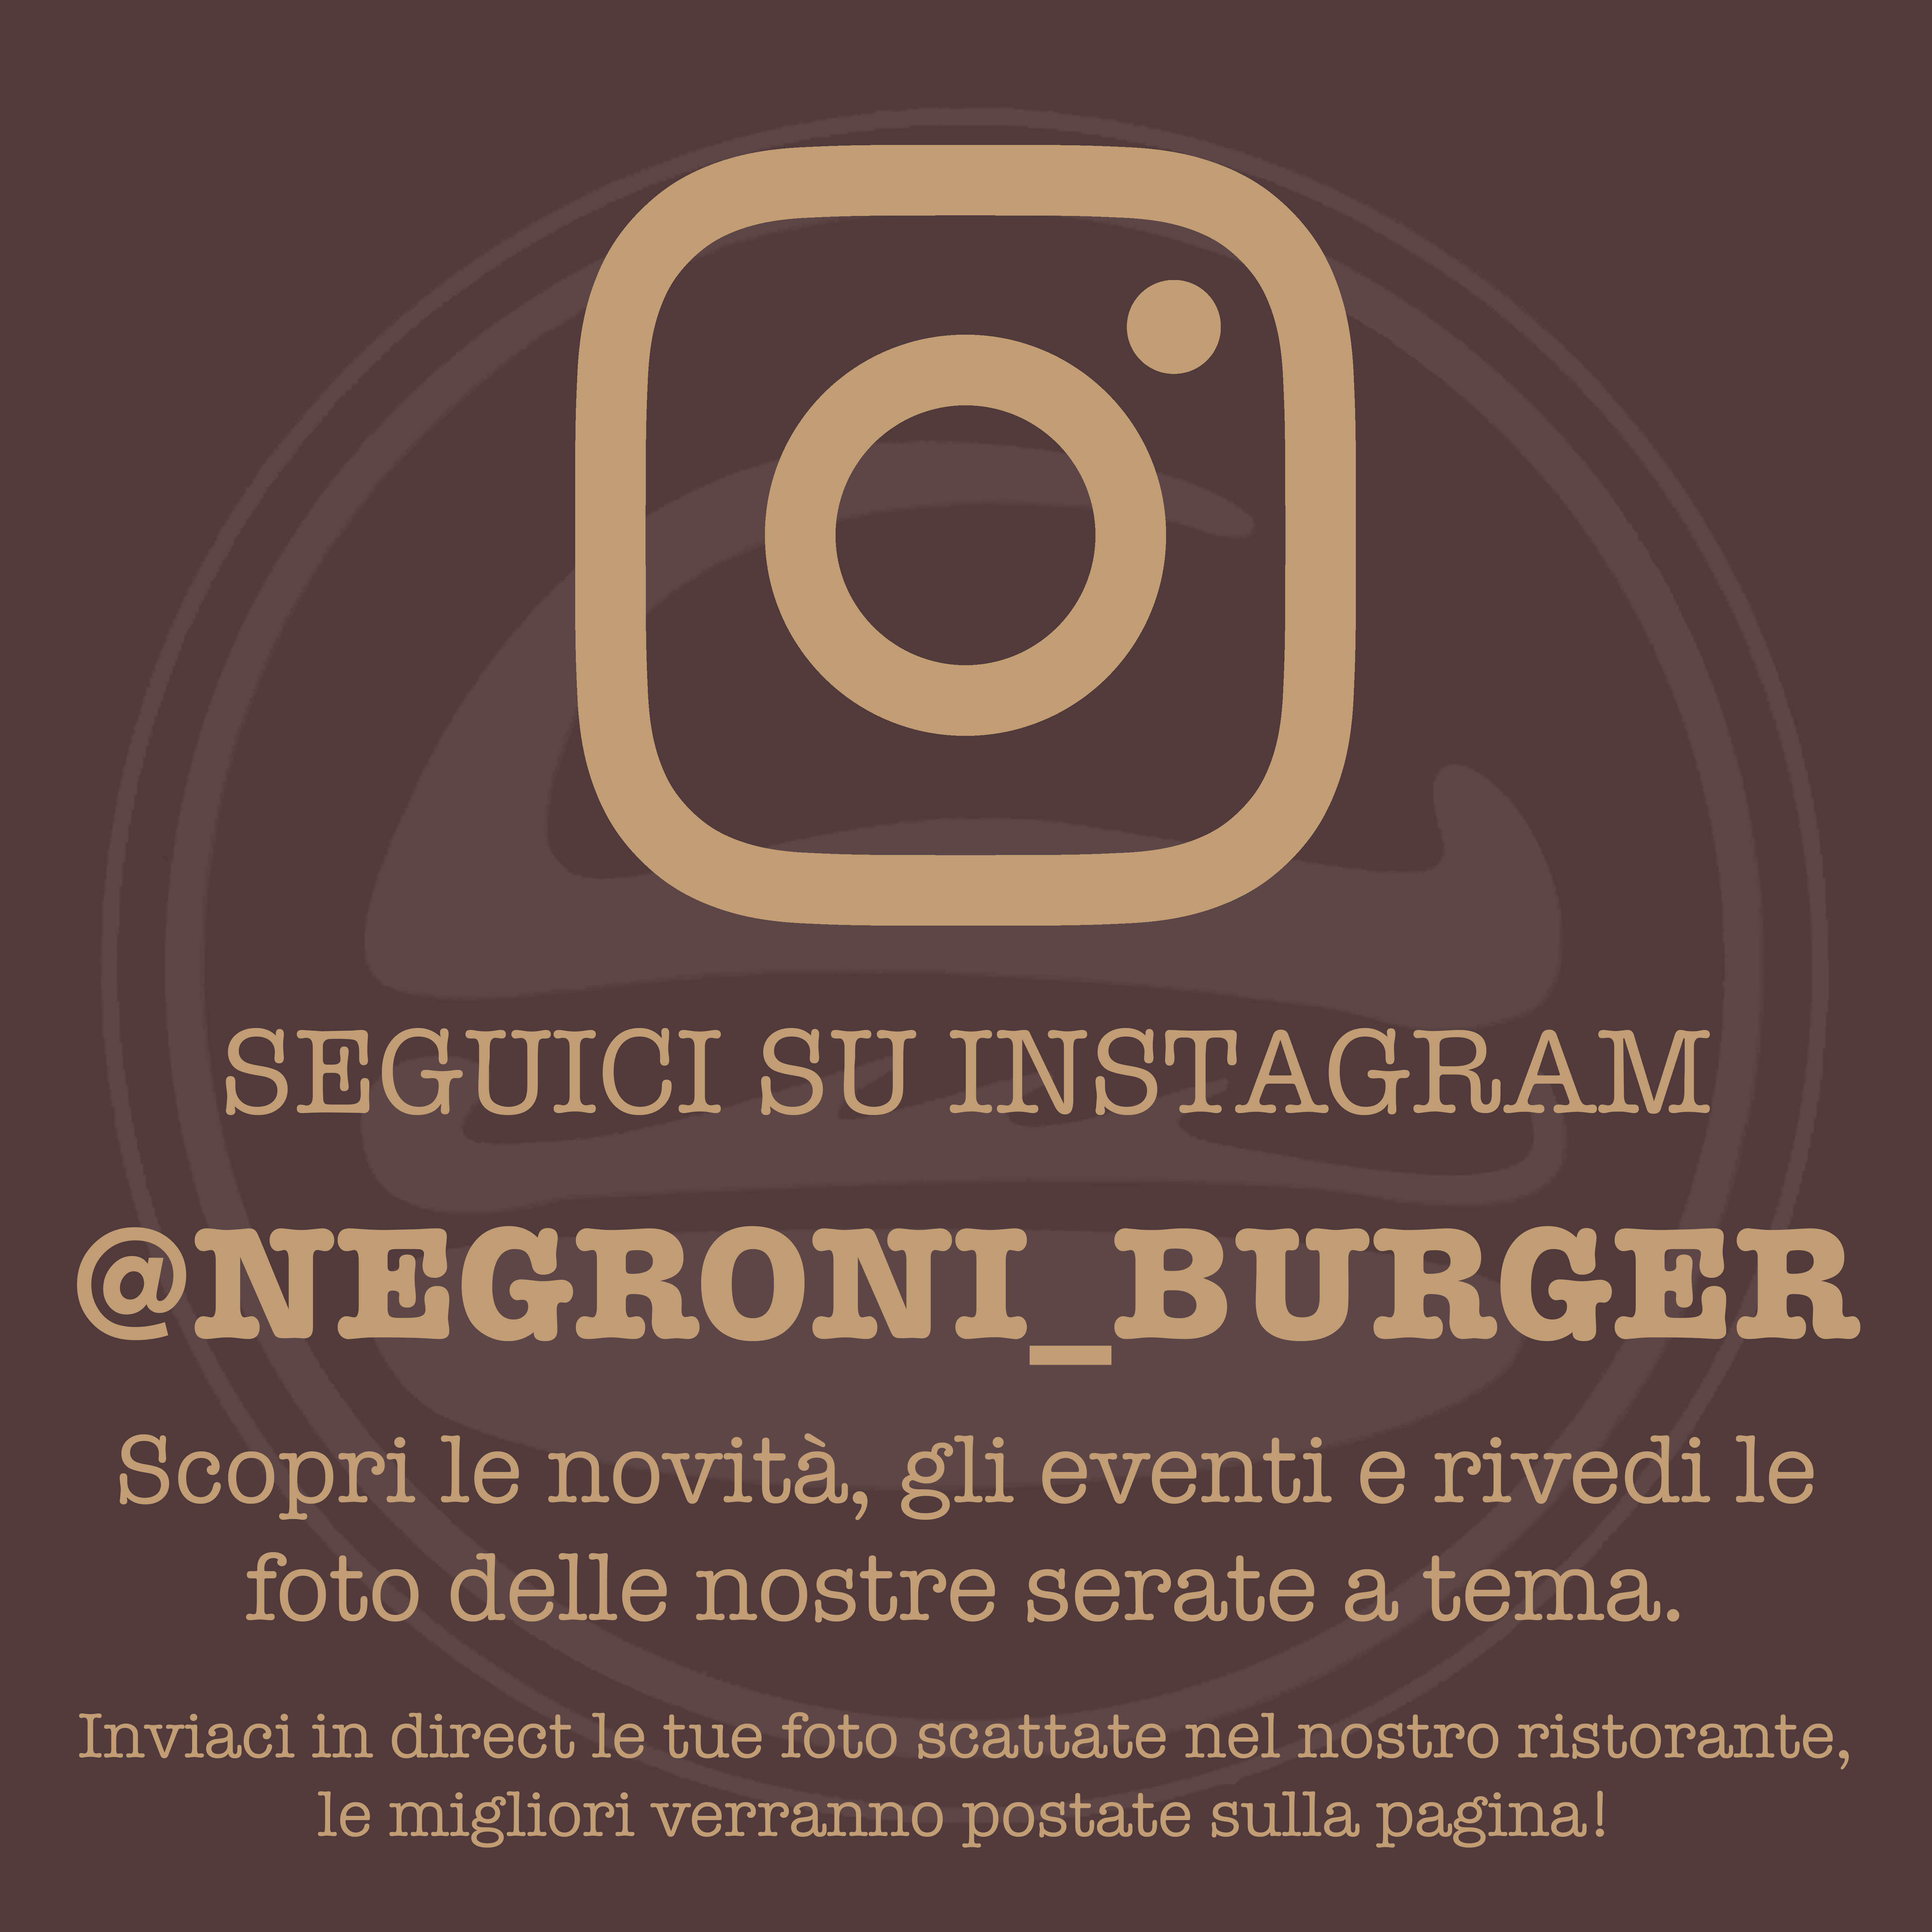 SEGUICI SU INSTAGRAM
@NEGRONI_BURGER
Scopri le novità, gli eventi e rivedi le
foto delle nostre serate a tema.
Inviaci in direct le tue foto scattate nel nostro ristorante,
le migliori verranno postate sulla pagina!